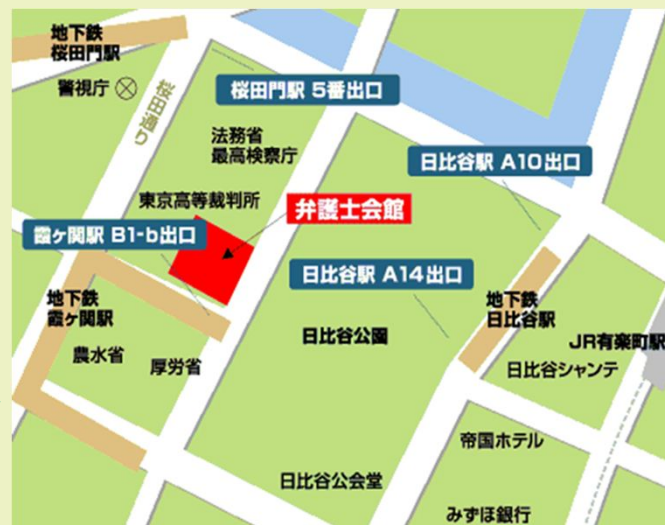 地下鉄
桜田門駅
警視庁
桜田通り
桜田門駅 5番出口
法務省
最高検察庁
日比谷駅 A10出口
東京高等裁判所
弁護士会館
霞ヶ関駅 B1-b出口
日比谷駅 A14出口
地下鉄
霞ヶ関駅
地下鉄
日比谷駅
日比谷公園
JR有楽町駅
農水省
厚労省
日比谷シャンテ
帝国ホテル
日比谷公会堂
みずほ銀行